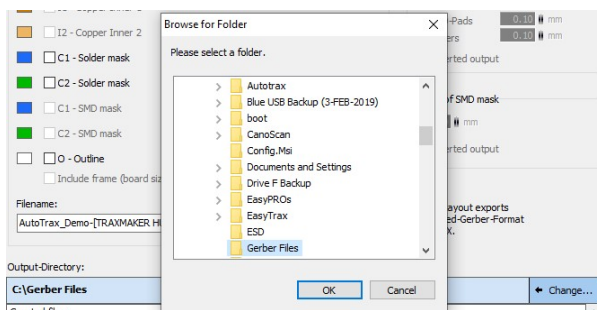 I2 - Copper Inner 2
C1 - Solder mask
C2 - Solder mask
C1 - SMD mask
C2 - SMD mask
O - Outline
Include frame (board siz
Filename:
AutoTrax_Demo-[TRAXMAKER HI
Output-Directory:
C:\Gerber Files
Browse for Folder
Please select a folder.
Autotrax
Blue USB Backup (3-FEB-2019)
boot
CanoScan
Config.Msi
Documents and Settings
Drive F Backup
EasyPROs
EasyTrax
ESD
Gerber Files
OK
Cancel
-Pads 0.10 mm
ers 0.10 mm
erted output
of SMD mask
mm
erted output
ayout exports
ed-Gerber-Format
X.
Change...